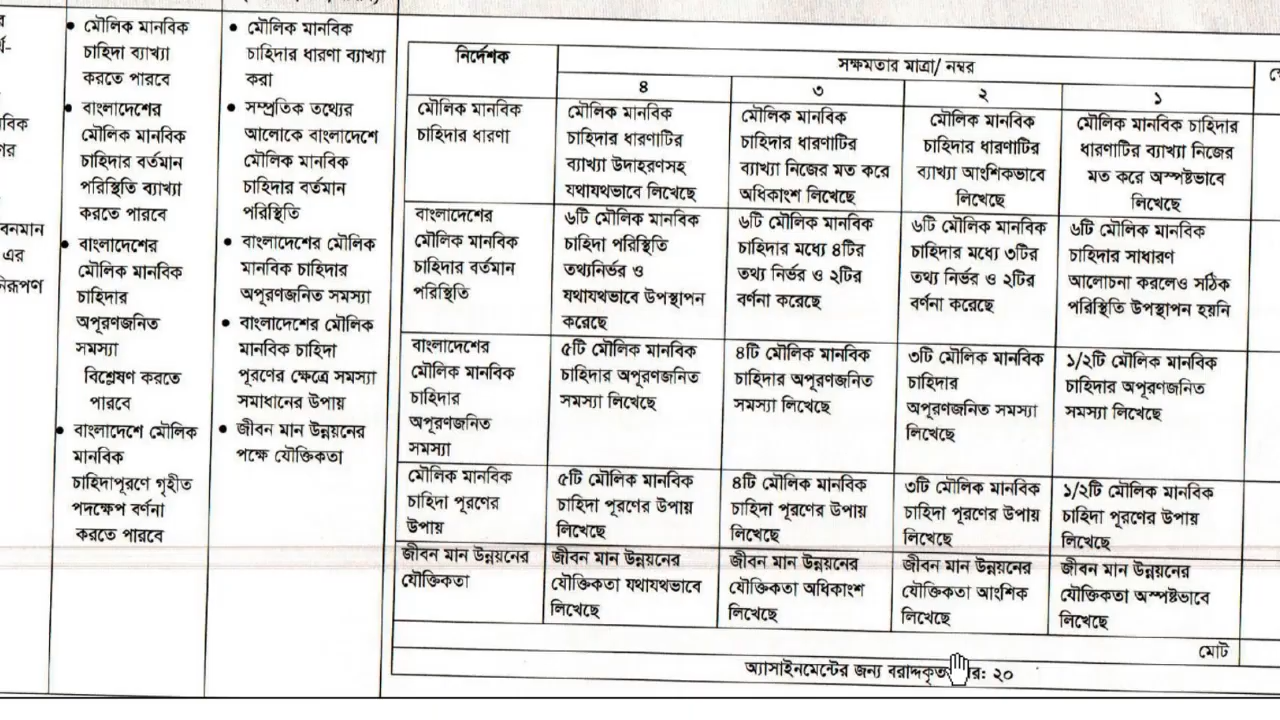 মৌলিক মানবিক
চাহিদা ব্যাখ্যা
করতে পারবে
বাংলাদেশের
মৌলিক মানবিক
চাহিদার বর্তমান
পরিস্থিতি ব্যাখ্যা
করতে পারবে
বাংলাদেশের
মৌলিক মানবিক
চাহিদার
অপূরণজনিত
সমস্যা
বিশ্লেষণ করতে
পারবে
বাংলাদেশে মৌলিক
মানবিক
চাহিদাপূরণে গৃহীত
পদক্ষেপ বর্ণনা
করতে পারবে
মৌলিক মানবিক
চাহিদার ধারণা ব্যাখ্যা
করা
সম্প্রতিক তথ্যের
আলোকে বাংলাদেশে
মৌলিক মানবিক
চাহিদার বর্তমান
পরিস্থিতি
বাংলাদেশের মৌলিক
মানবিক চাহিদার
অপূরণজনিত সমস্যা
বাংলাদেশের মৌলিক
মানবিক চাহিদা
পূরণের ক্ষেত্রে সমস্যা
সমাধানের উপায়
জীবন মান উন্নয়নের
পক্ষে যৌক্তিকতা
নির্দেশক
সক্ষমতার মাত্রা/ নম্বর
৪ ৩ ২ ১
মৌলিক মানবিক
চাহিদার ধারণা
মৌলিক মানবিক
চাহিদার ধারণাটির
ব্যাখ্যা উদাহরণসহ
যথাযথভাবে লিখেছে
মৌলিক মানবিক
চাহিদার ধারণাটির
ব্যাখ্যা নিজের মত করে
অধিকাংশ লিখেছে
মৌলিক মানবিক
চাহিদার ধারণাটির
ব্যাখ্যা আংশিকভাবে
লিখেছে
মৌলিক মানবিক চাহিদার
ধারণাটির ব্যাখ্যা নিজের
মত করে অস্পষ্টভাবে
লিখেছে
বাংলাদেশের
মৌলিক মানবিক
চাহিদার বর্তমান
পরিস্থিতি
৬টি মৌলিক মানবিক
চাহিদা পরিস্থিতি
তথ্যনির্ভর ও
যথাযথভাবে উপস্থাপন
করেছে
৬টি মৌলিক মানবিক
চাহিদার মধ্যে ৪টির
তথ্য নির্ভর ও ২টির
বর্ণনা করেছে
৬টি মৌলিক মানবিক
চাহিদার মধ্যে ৩টির
তথ্য নির্ভর ও ২টির
বর্ণনা করেছে
৬টি মৌলিক মানবিক
চাহিদার সাধারণ
আলোচনা করলেও সঠিক
পরিস্থিতি উপস্থাপন হয়নি
বাংলাদেশের
মৌলিক মানবিক
চাহিদার
অপূরণজনিত
সমস্যা
৫টি মৌলিক মানবিক
চাহিদার অপূরণজনিত
সমস্যা লিখেছে
৪টি মৌলিক মানবিক
চাহিদার অপূরণজনিত
সমস্যা লিখেছে
৩টি মৌলিক মানবিক
চাহিদার
অপূরণজনিত সমস্যা
লিখেছে
১/২টি মৌলিক মানবিক
চাহিদার অপূরণজনিত
সমস্যা লিখেছে
মৌলিক মানবিক
চাহিদা পূরণের
উপায়
৫টি মৌলিক মানবিক
চাহিদা পূরণের উপায়
লিখেছে
৪টি মৌলিক মানবিক
চাহিদা পূরণের উপায়
লিখেছে
৩টি মৌলিক মানবিক
চাহিদা পূরণের উপায়
লিখেছে
১/২টি মৌলিক মানবিক
চাহিদা পূরণের উপায়
লিখেছে
জীবন মান উন্নয়নের
যৌক্তিকতা
জীবন মান উন্নয়নের
যৌক্তিকতা যথাযথভাবে
লিখেছে
জীবন মান উন্নয়নের
যৌক্তিকতা অধিকাংশ
লিখেছে
জীবন মান উন্নয়নের
যৌক্তিকতা আংশিক
লিখেছে
জীবন মান উন্নয়নের
যৌক্তিকতা অস্পষ্টভাবে
লিখেছে
মোট
অ্যাসাইনমেন্টের জন্য ২০